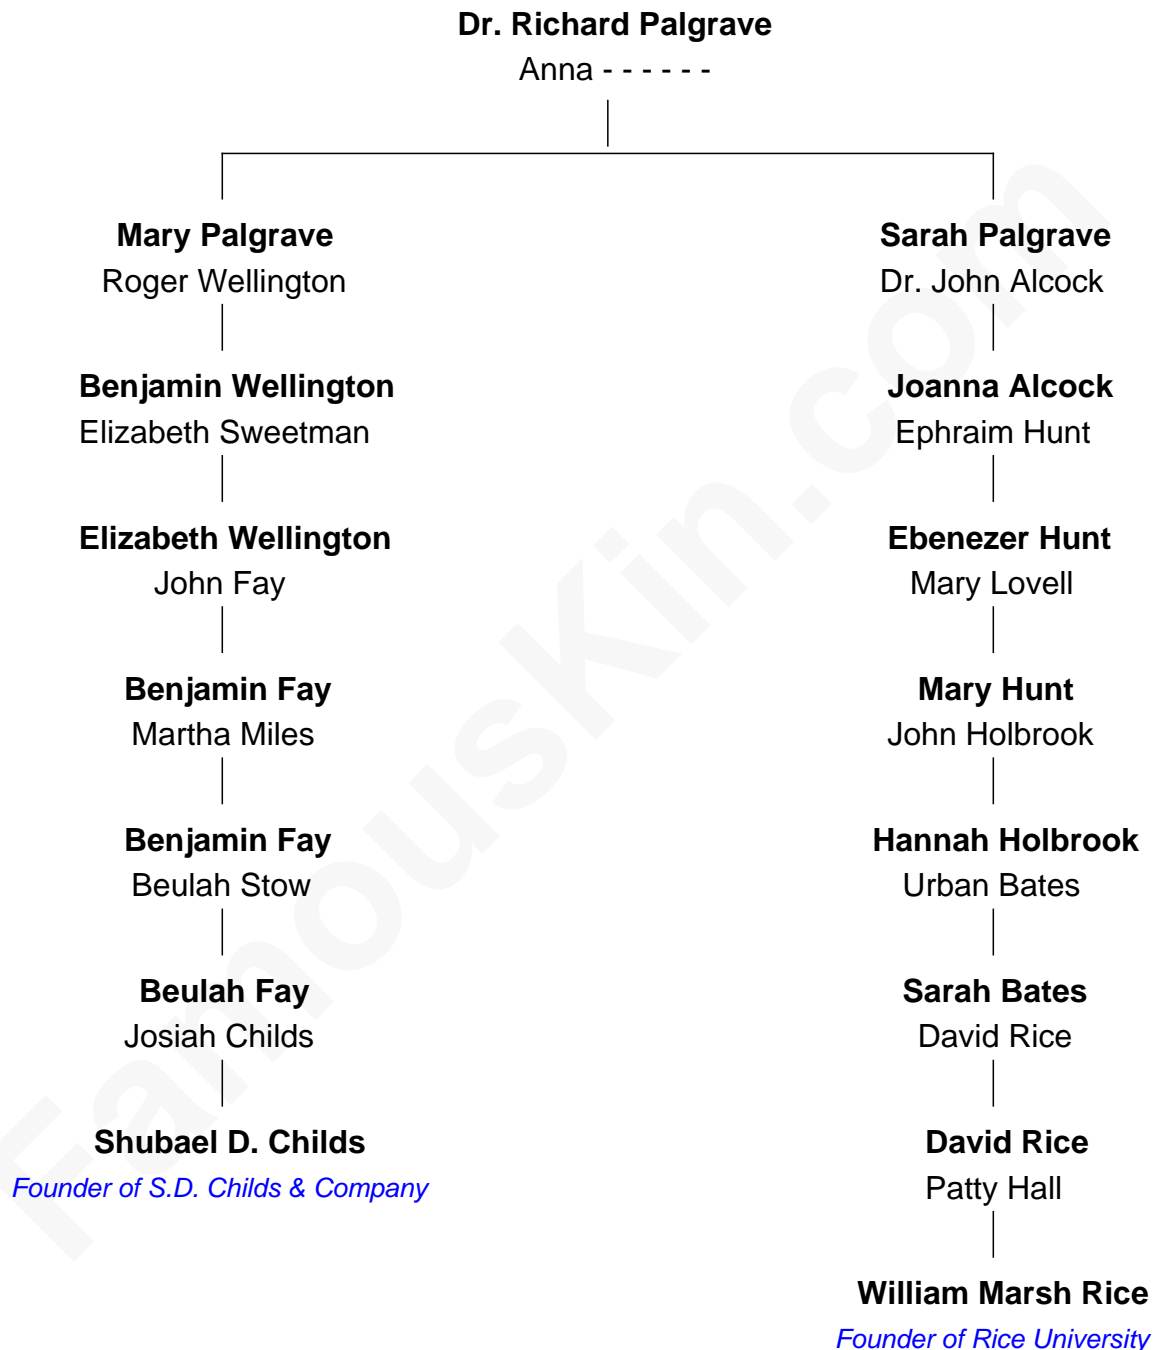 Dr. Richard Palgrave
Anna - - - - - -
Mary Palgrave
Roger Wellington
Benjamin Wellington
Elizabeth Sweetman
Elizabeth Wellington
John Fay
Benjamin Fay
Martha Miles
Benjamin Fay
Beulah Stow
Beulah Fay
Josiah Childs
Shubael D. Childs
Founder of S.D. Childs & Company
Sarah Palgrave
Dr. John Alcock
Joanna Alcock
Ephraim Hunt
Ebenezer Hunt
Mary Lovell
Mary Hunt
John Holbrook
Hannah Holbrook
Urban Bates
Sarah Bates
David Rice
David Rice
Patty Hall
William Marsh Rice
Founder of Rice University
FamousKin.com